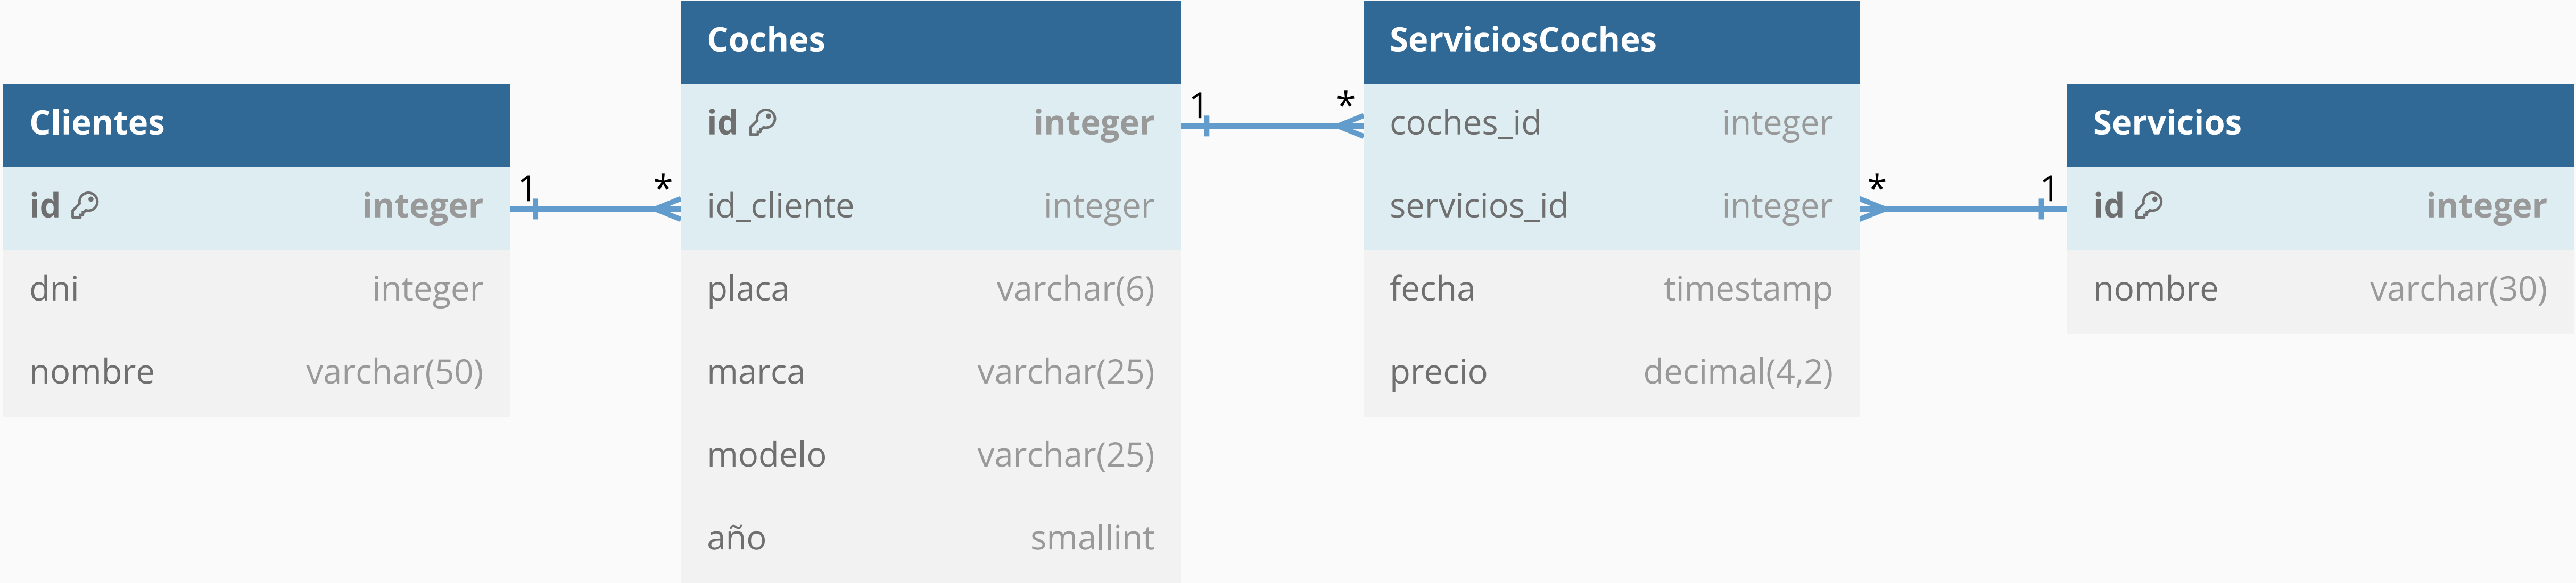 Clientes
id integer
dni integer
nombre varchar(50)
1 *
Coches
id integer
id_cliente integer
placa varchar(6)
marca varchar(25)
modelo varchar(25)
año smallint
1 *
ServiciosCoches
coches_id integer
servicios_id integer
fecha timestamp
precio decimal(4,2)
* 1
Servicios
id integer
nombre varchar(30)